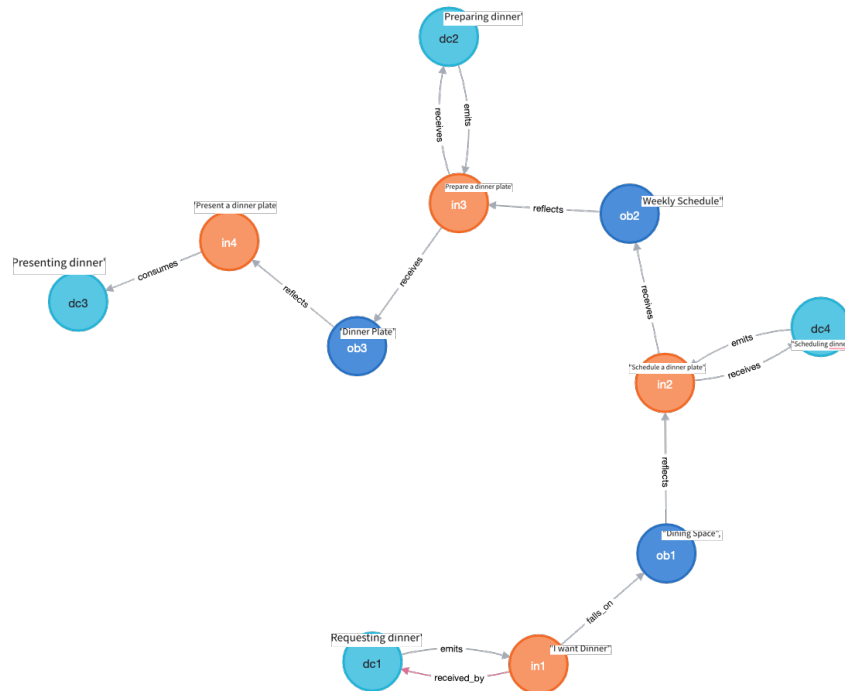 Preparing dinner'
dc2
receives
emits
Prepare a dinner plate'
in3
reflects
Weekly Schedule"
ob2
'Present a dinner plate
in4
consumes
Presenting dinner'
dc3
reflects
receives
"Dinner Plate")
ob3
receives
dc4
"Scheduling dinne
emits
receives
"Schedule a dinner plate"
in2
reflects
"Dining Space",
ob1
falls_on
Requesting dinner'
dc1
emits
received_by
"I want Dinner"
in1